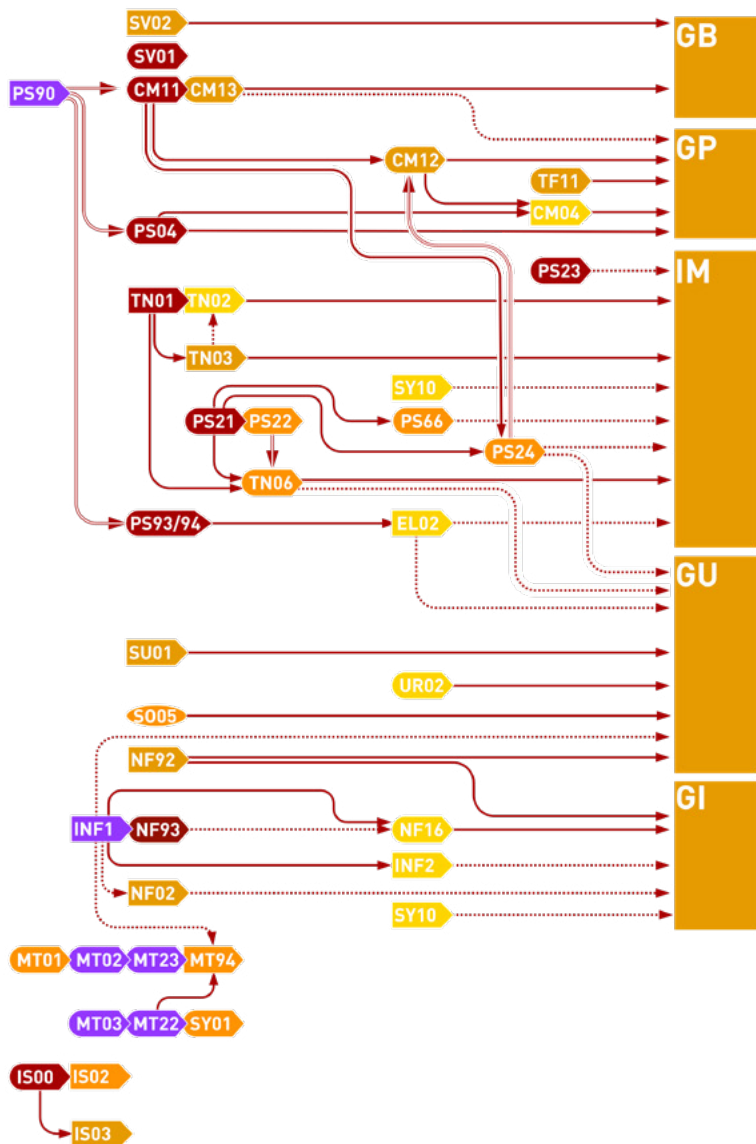 SV02
GB
SV01
PS90
CM11 CM13
GP
CM12
TF11
CM04
PS04
IM
PS23
TN01 TN02
TN03
SY10
PS21 PS22
PS66
PS24
TN06
PS93/94
EL02
GU
SU01
UR02
SO05
NF92
GI
INF1 NF93
NF16
INF2
NF02
SY10
MT01 MT02 MT23 MT94
MT03 MT22 SY01
IS00 IS02
IS03